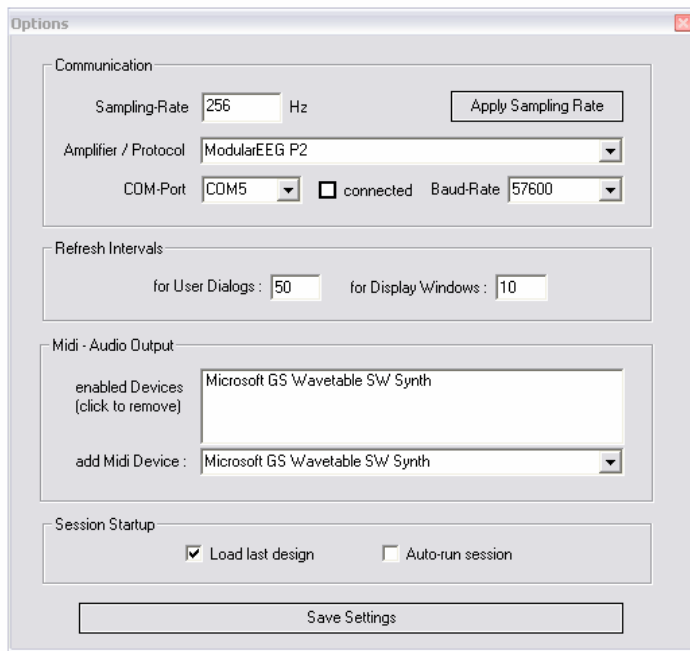 Options
Communication
Sampling-Rate 256 Hz Apply Sampling Rate
Amplifier / Protocol ModularEEG P2
COM-Port COM5 connected Baud-Rate 57600
Refresh Intervals
for User Dialogs : 50 for Display Windows : 10
Midi - Audio Output
enabled Devices
(click to remove)
Microsoft GS Wavetable SW Synth
add Midi Device : Microsoft GS Wavetable SW Synth
Session Startup
Load last design Auto-run session
Save Settings